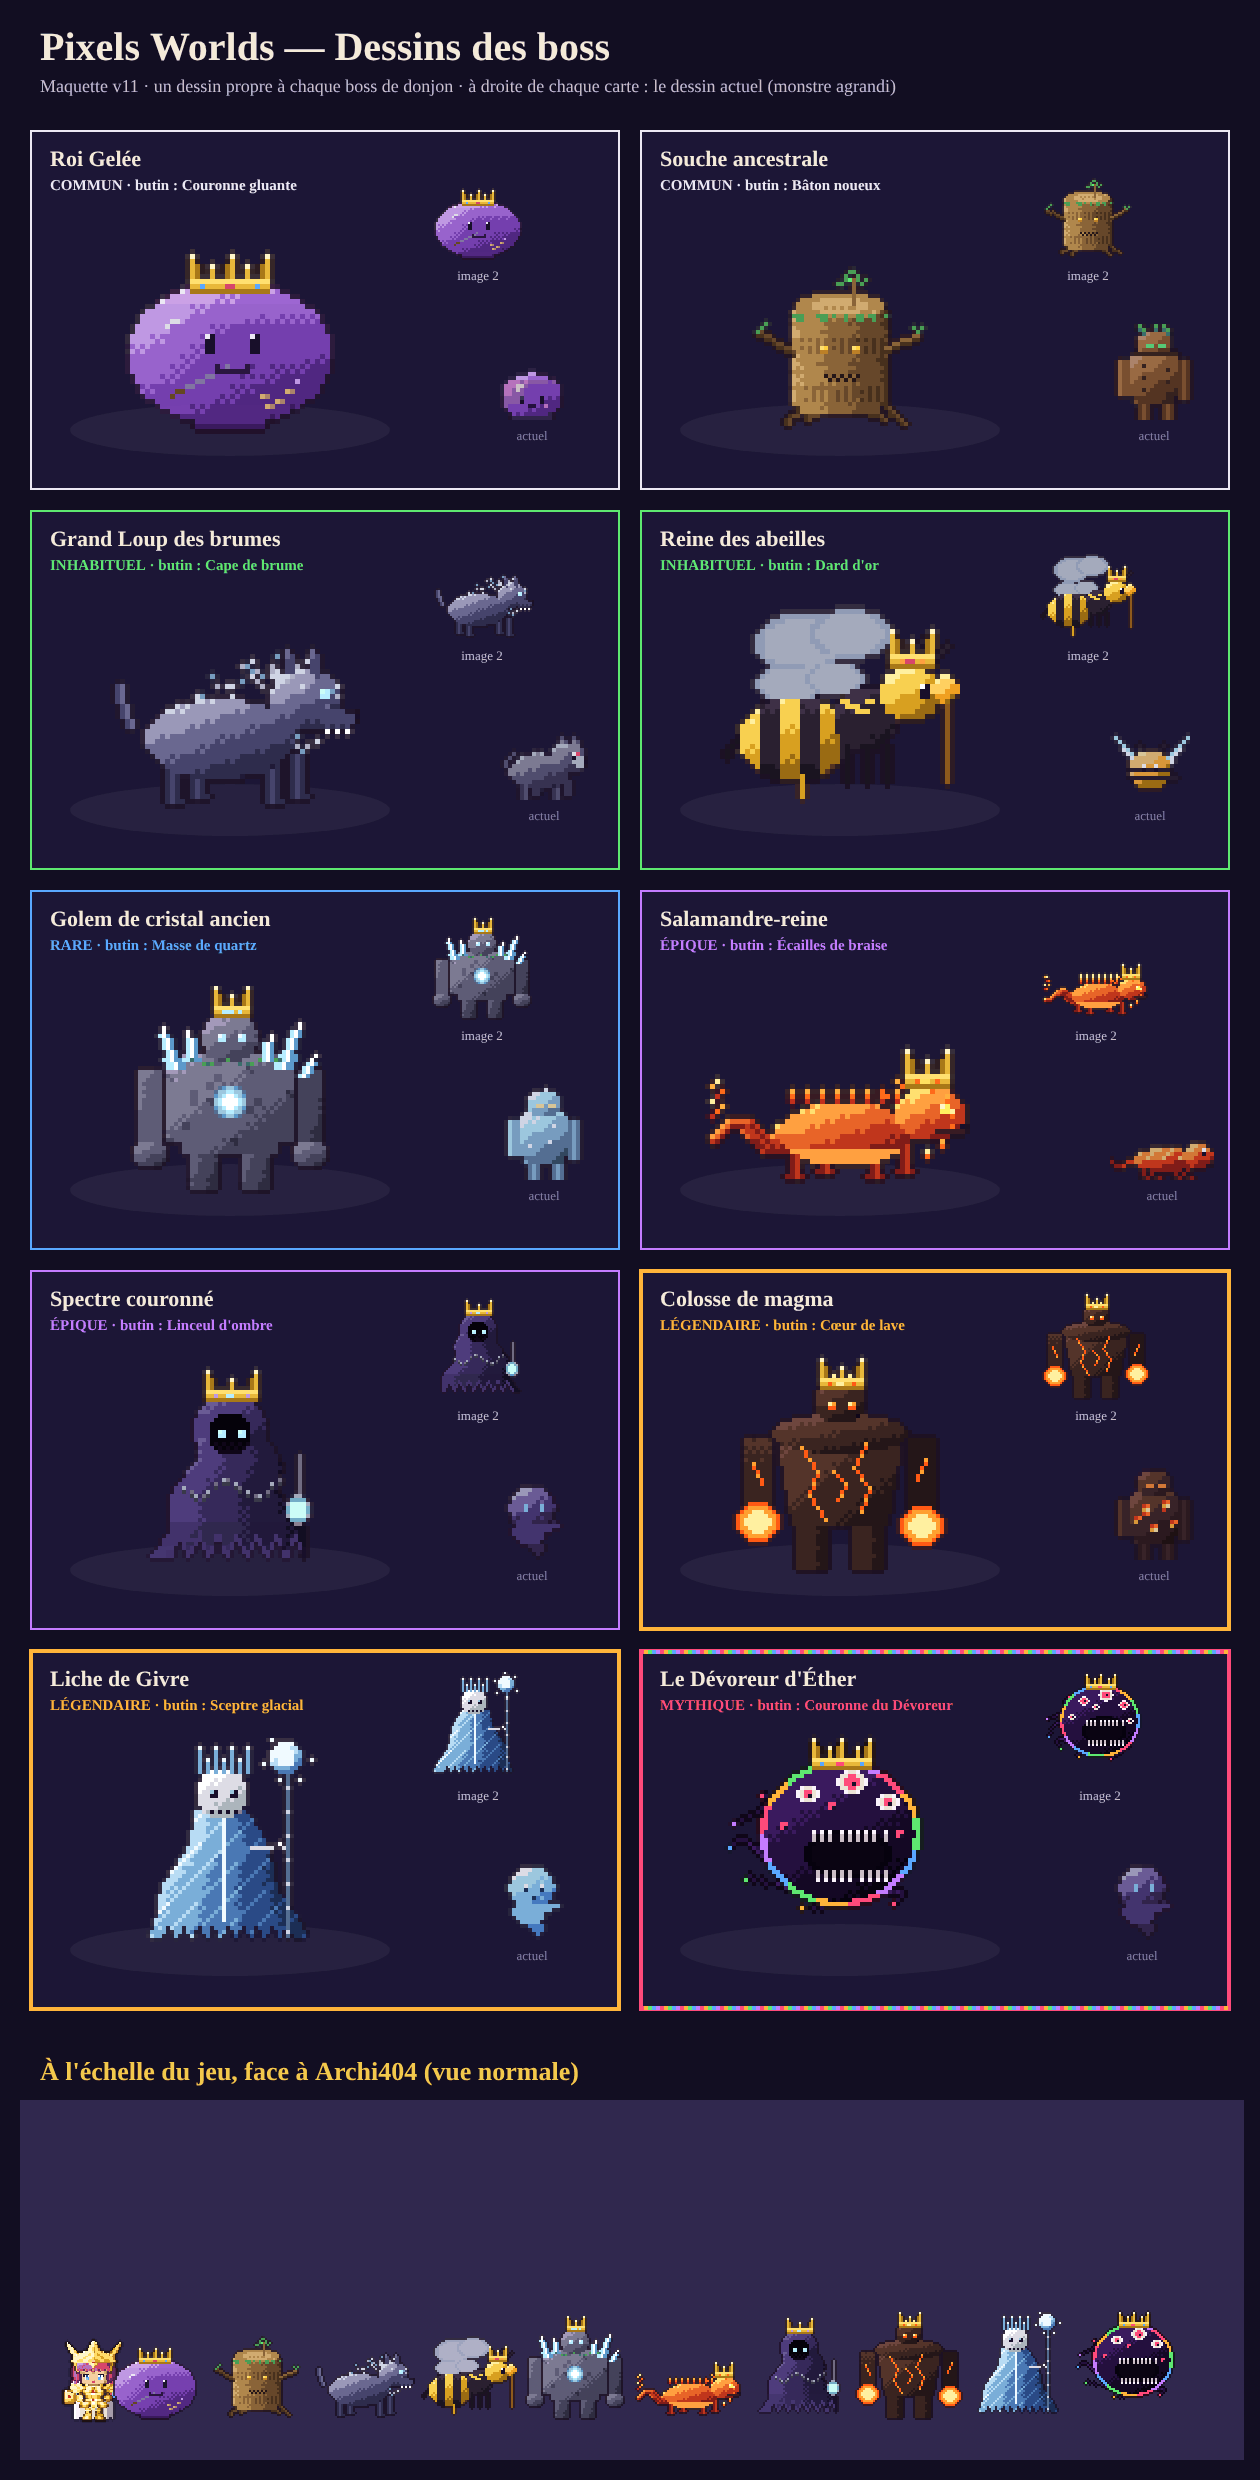 Pixels Worlds — Dessins des boss
Maquette v11 · un dessin propre à chaque boss de donjon · à droite de chaque carte : le dessin actuel (monstre agrandi)
Roi Gelée
COMMUN · butin : Couronne gluante
image 2
actuel
Souche ancestrale
COMMUN · butin : Bâton noueux
image 2
actuel
Grand Loup des brumes
INHABITUEL · butin : Cape de brume
image 2
actuel
Reine des abeilles
INHABITUEL · butin : Dard d'or
image 2
actuel
Golem de cristal ancien
RARE · butin : Masse de quartz
image 2
actuel
Salamandre-reine
ÉPIQUE · butin : Écailles de braise
image 2
actuel
Spectre couronné
ÉPIQUE · butin : Linceul d'ombre
image 2
actuel
Colosse de magma
LÉGENDAIRE · butin : Cœur de lave
image 2
actuel
Liche de Givre
LÉGENDAIRE · butin : Sceptre glacial
image 2
actuel
Le Dévoreur d'Éther
MYTHIQUE · butin : Couronne du Dévoreur
image 2
actuel
À l'échelle du jeu, face à Archi404 (vue normale)